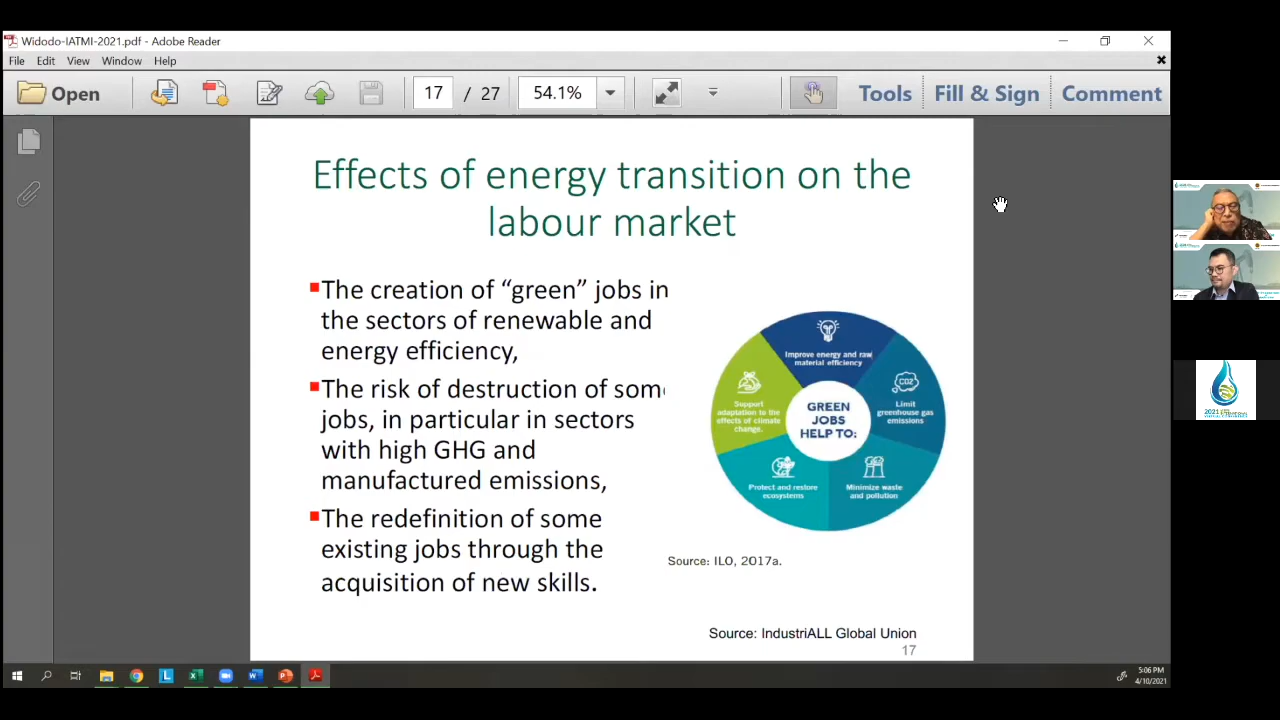 Widodo-IATMI-2021.pdf - Adobe Reader
File Edit View Window Help
Open
17 / 27
54.1%
Tools
Fill & Sign
Comment
Effects of energy transition on the
labour market
The creation of “green” jobs in
the sectors of renewable and
energy efficiency,
The risk of destruction of some
jobs, in particular in sectors
with high GHG and
manufactured emissions,
The redefinition of some
existing jobs through the
acquisition of new skills.
Improve energy and raw
material efficiency
CO2
Limit
greenhouse gas
emissions
Minimize waste
and pollution
Protect and restore
ecosystems
Support
adaptation to the
effects of climate
change.
GREEN
JOBS
HELP TO:
Source: ILO, 2017a.
Source: IndustriALL Global Union
17
2021
5:06 PM
4/10/2021